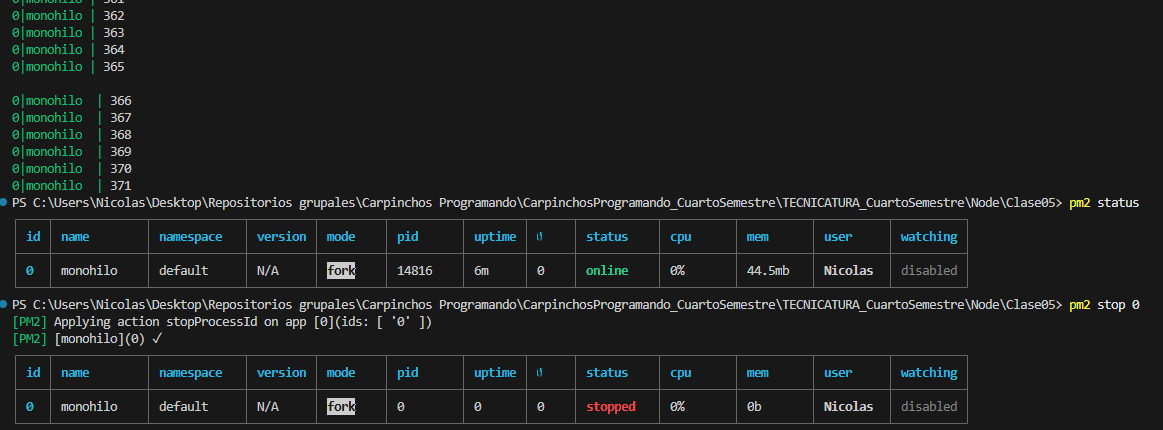 0|monohilo | 361
0|monohilo | 362
0|monohilo | 363
0|monohilo | 364
0|monohilo | 365
0|monohilo | 366
0|monohilo | 367
0|monohilo | 368
0|monohilo | 369
0|monohilo | 370
0|monohilo | 371
PS C:\Users\Nicolas\Desktop\Repositorios grupales\Carpinchos Programando\CarpinchosProgramando_CuartoSemestre\TECNICATURA_CuartoSemestre\Node\Clase05> pm2 status
id name namespace version mode pid uptime ↺ status cpu mem user watching
0 monohilo default N/A fork 14816 6m 0 online 0% 44.5mb Nicolas disabled
PS C:\Users\Nicolas\Desktop\Repositorios grupales\Carpinchos Programando\CarpinchosProgramando_CuartoSemestre\TECNICATURA_CuartoSemestre\Node\Clase05> pm2 stop 0
[PM2] Applying action stopProcessId on app [0](ids: [ '0' ])
[PM2] [monohilo](0) ✓
id name namespace version mode pid uptime ↺ status cpu mem user watching
0 monohilo default N/A fork 0 0 0 stopped 0% 0b Nicolas disabled